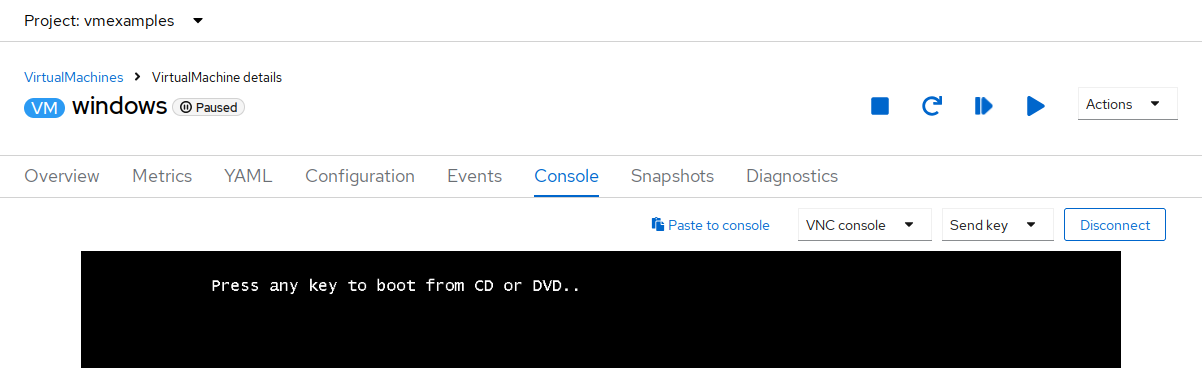 Project: vmexamples
VirtualMachines VirtualMachine details
VM windows Paused
Actions
Overview Metrics YAML Configuration Events Console Snapshots Diagnostics
Paste to console VNC console Send key Disconnect
Press any key to boot from CD or DVD..